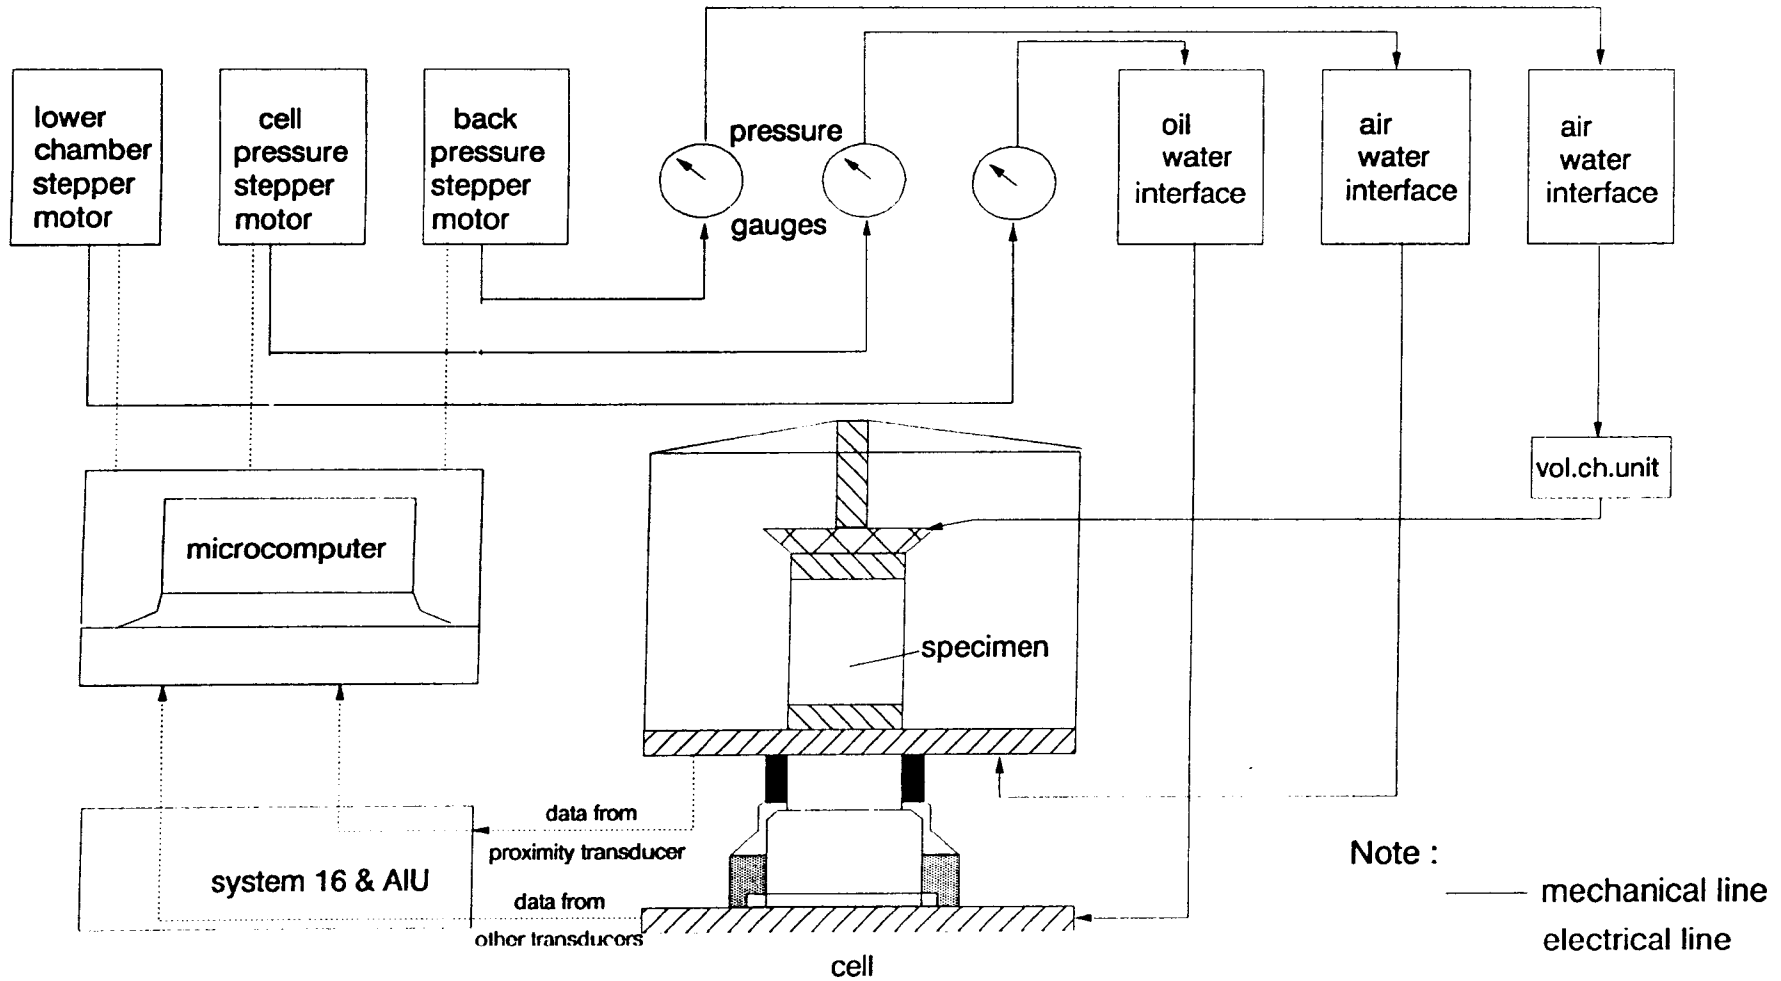 lower
chamber
stepper
motor
cell
pressure
stepper
motor
back
pressure
stepper
motor
pressure
gauges
oil
water
interface
air
water
interface
air
water
interface
vol.ch.unit
microcomputer
specimen
data from
proximity transducer
system 16 & AIU
data from
other transducors
cell
Note :
mechanical line
electrical line